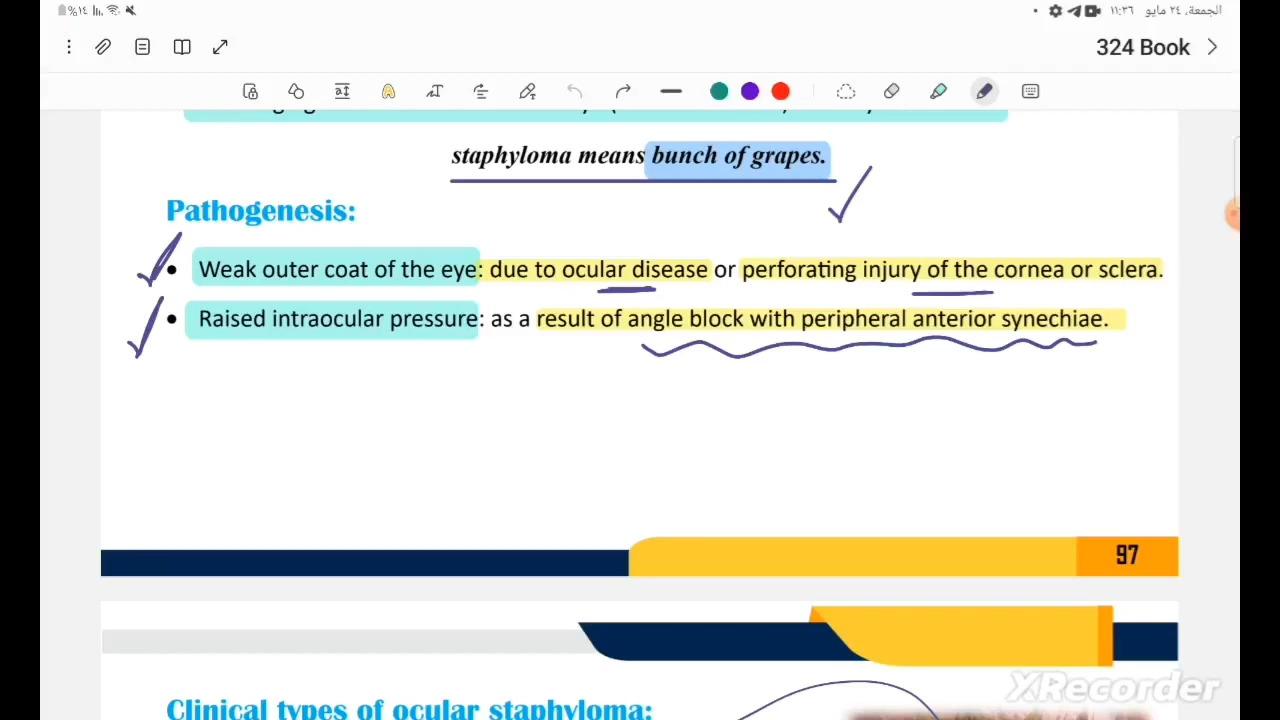 %١٤
الجمعة، ٢٤ مايو ١١:٣٦
324 Book
staphyloma means bunch of grapes.
Pathogenesis:
• Weak outer coat of the eye: due to ocular disease or perforating injury of the cornea or sclera.
• Raised intraocular pressure: as a result of angle block with peripheral anterior synechiae.
97
Clinical types of ocular staphyloma:
XRecorder